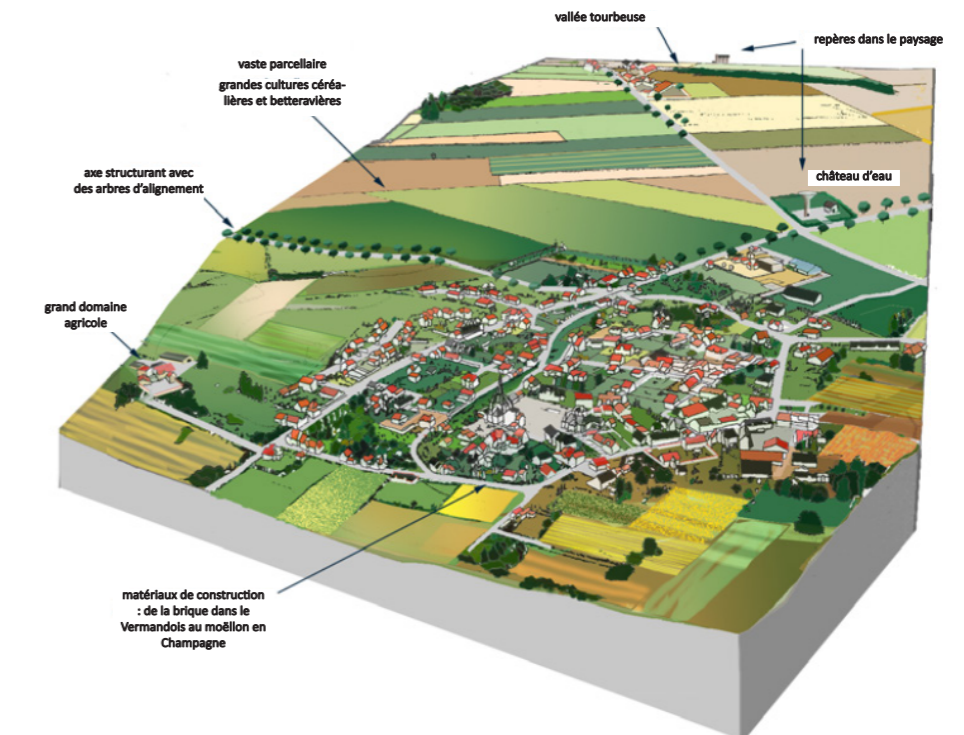 vallée tourbeuse
repères dans le paysage
vaste parcellaire
grandes cultures céréa-
lières et betteravières
axe structurant avec
des arbres d'alignement
château d'eau
grand domaine
agricole
matériaux de construction
: de la brique dans le
Vermandois au moëllon en
Champagne